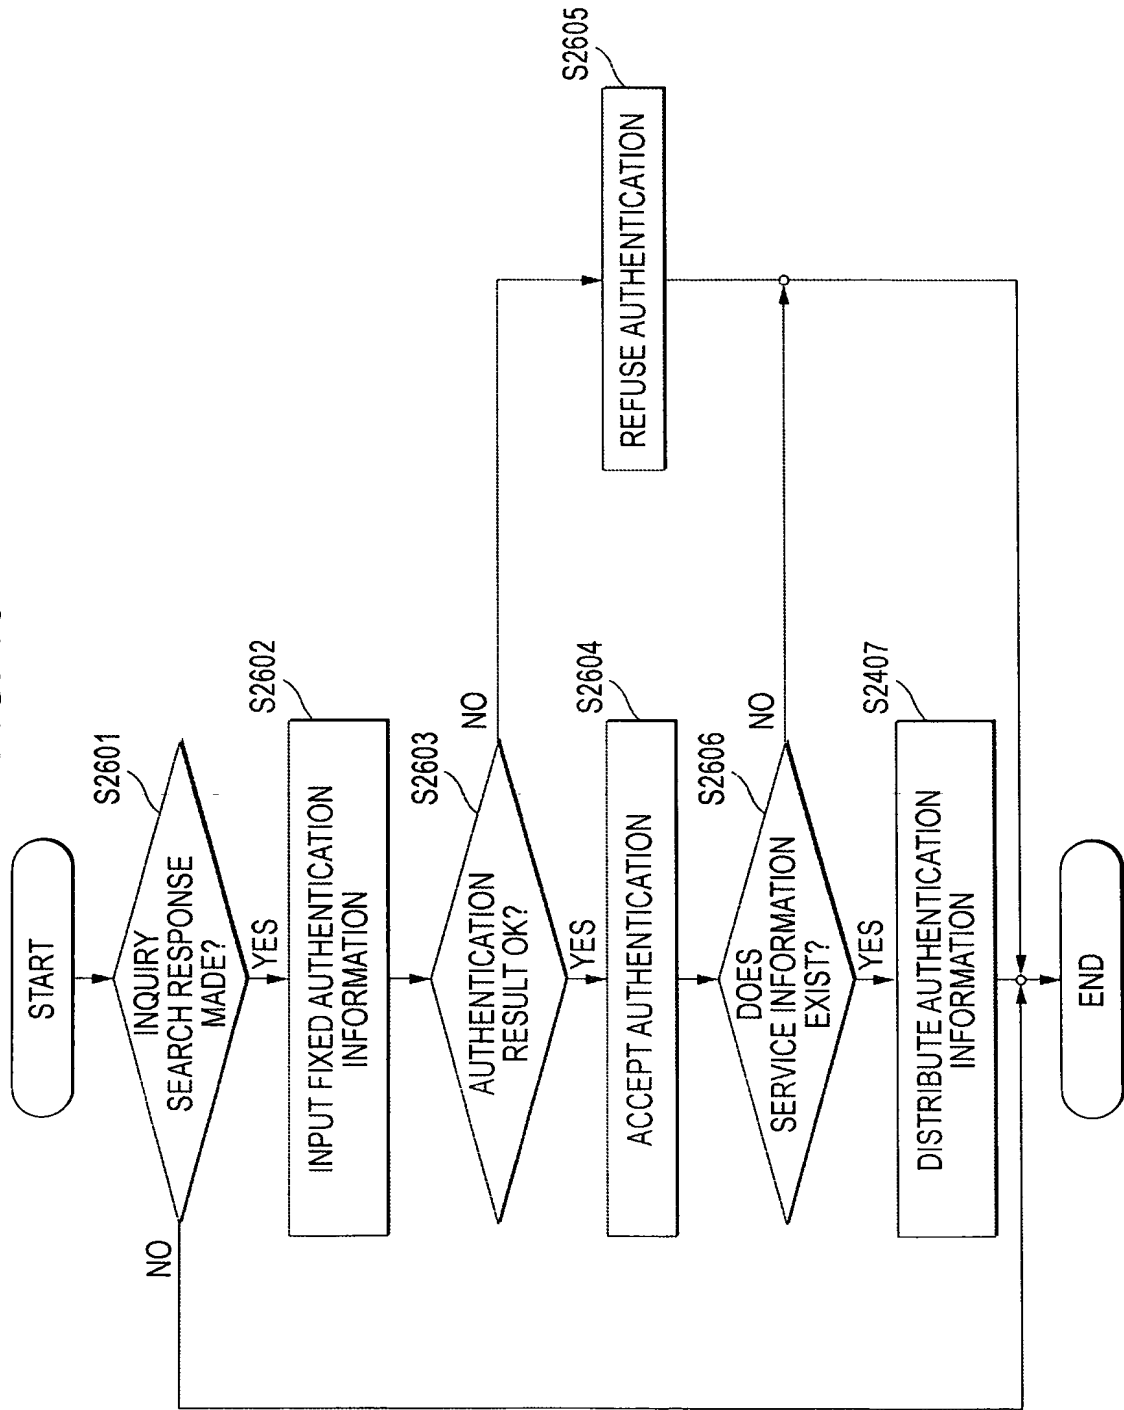 START
S2601
INQUIRY
SEARCH RESPONSE
MADE?
NO
YES
S2602
INPUT FIXED AUTHENTICATION
INFORMATION
S2603
AUTHENTICATION
RESULT OK?
NO
YES
S2604
ACCEPT AUTHENTICATION
S2605
REFUSE AUTHENTICATION
S2606
DOES
SERVICE INFORMATION
EXIST?
NO
YES
S2407
DISTRIBUTE AUTHENTICATION
INFORMATION
END